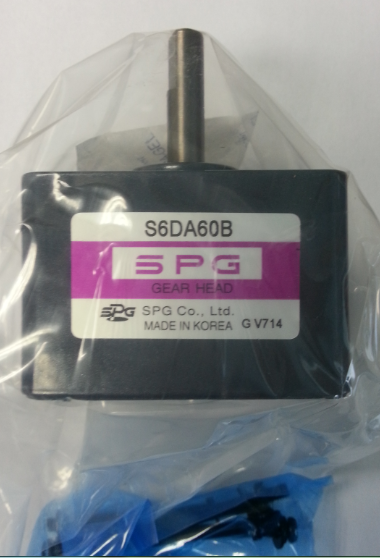 S6DA60B
SPG
GEAR HEAD
SPG SPG Co., Ltd.
MADE IN KOREA G V714